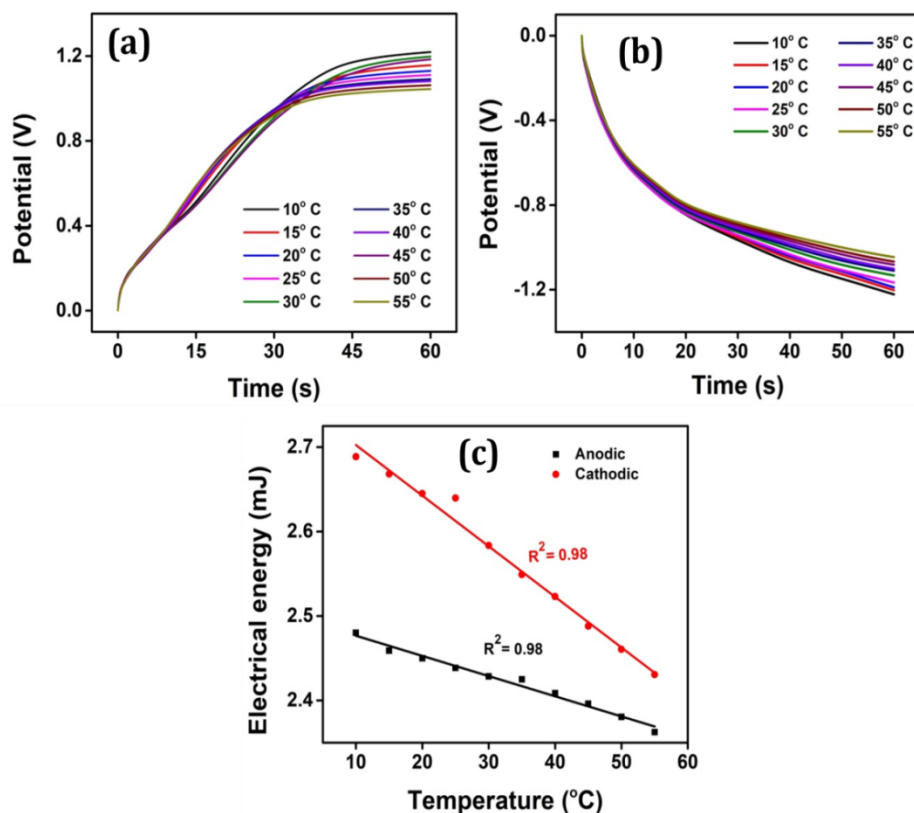 (a)
1.2
0.8
0.4
0.0
Potential (V)
10° C 35° C
15° C 40° C
20° C 45° C
25° C 50° C
30° C 55° C
0 15 30 45 60
Time (s)
(b)
0.0
-0.4
-0.8
-1.2
Potential (V)
10° C 35° C
15° C 40° C
20° C 45° C
25° C 50° C
30° C 55° C
0 10 20 30 40 50 60
Time (s)
(c)
2.7
2.6
2.5
2.4
Electrical energy (mJ)
Anodic
Cathodic
R²= 0.98
R²= 0.98
10 20 30 40 50 60
Temperature (°C)